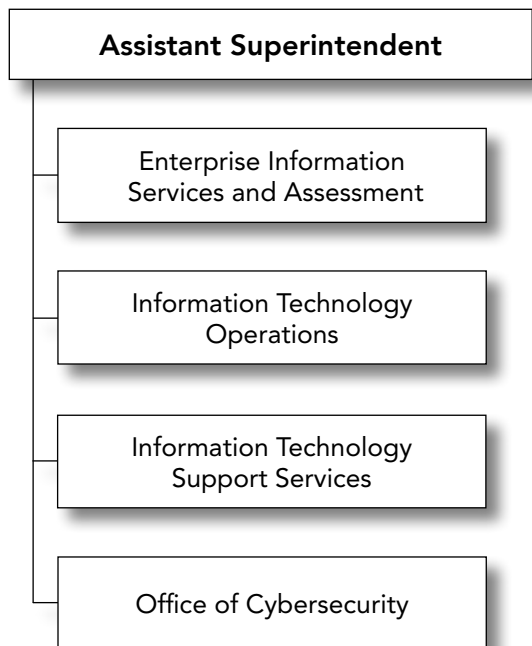 Assistant Superintendent
Enterprise Information
Services and Assessment
Information Technology
Operations
Information Technology
Support Services
Office of Cybersecurity